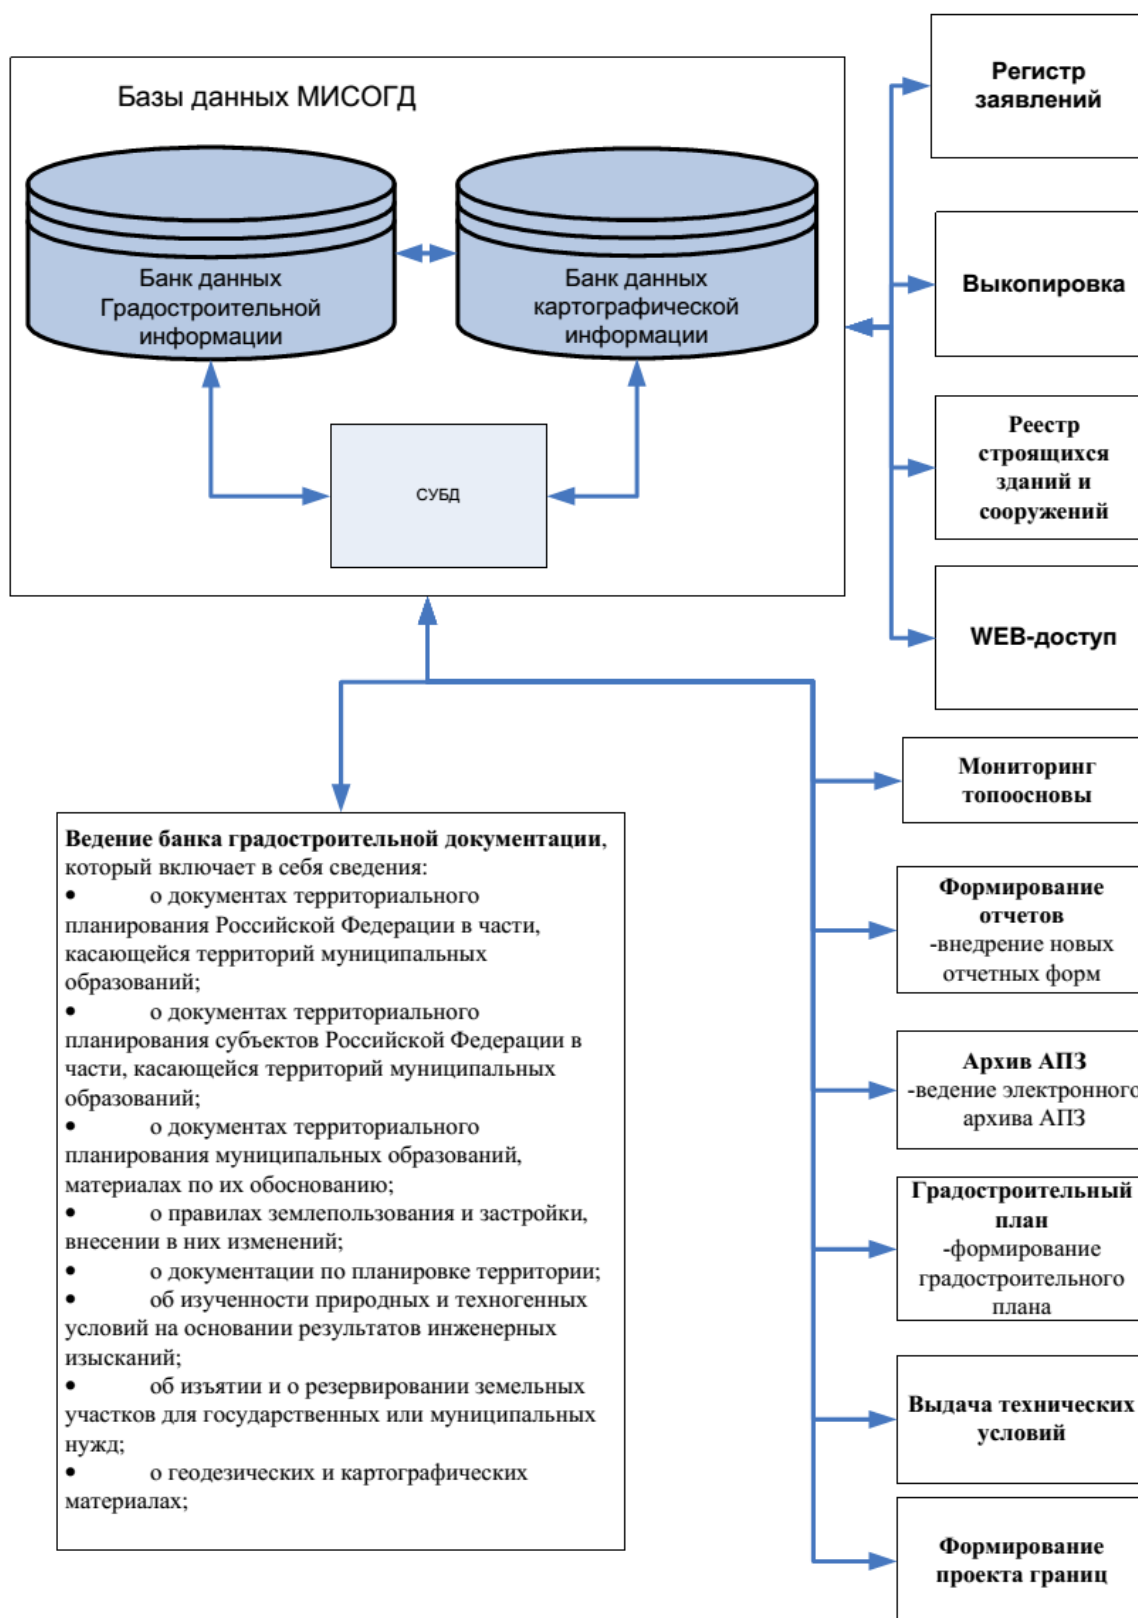 Базы данных МИСОГД
Банк данных
Градостроительной
информации
Банк данных
картографической
информации
СУБД
Регистр
заявлений
Выкопировка
Реестр
строящихся
зданий и
сооружений
WEB-доступ
Мониторинг
топоосновы
Формирование
отчетов
-внедрение новых
отчетных форм
Архив АПЗ
-ведение электронного
архива АПЗ
Градостроительный
план
-формирование
градостроительного
плана
Выдача технических
условий
Формирование
проекта границ
Ведение банка градостроительной документации,
который включает в себя сведения:
• о документах территориального
планирования Российской Федерации в части,
касающейся территорий муниципальных
образований;
• о документах территориального
планирования субъектов Российской Федерации в
части, касающейся территорий муниципальных
образований;
• о документах территориального
планирования муниципальных образований,
материалах по их обоснованию;
• о правилах землепользования и застройки,
внесении в них изменений;
• о документации по планировке территории;
• об изученности природных и техногенных
условий на основании результатов инженерных
изысканий;
• об изъятии и о резервировании земельных
участков для государственных или муниципальных
нужд;
• о геодезических и картографических
материалах;